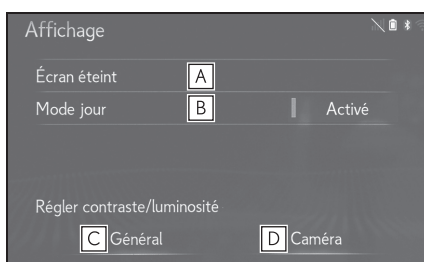 Affichage
Écran éteint A
Mode jour B Activé
Régler contraste/luminosité
C Général D Caméra